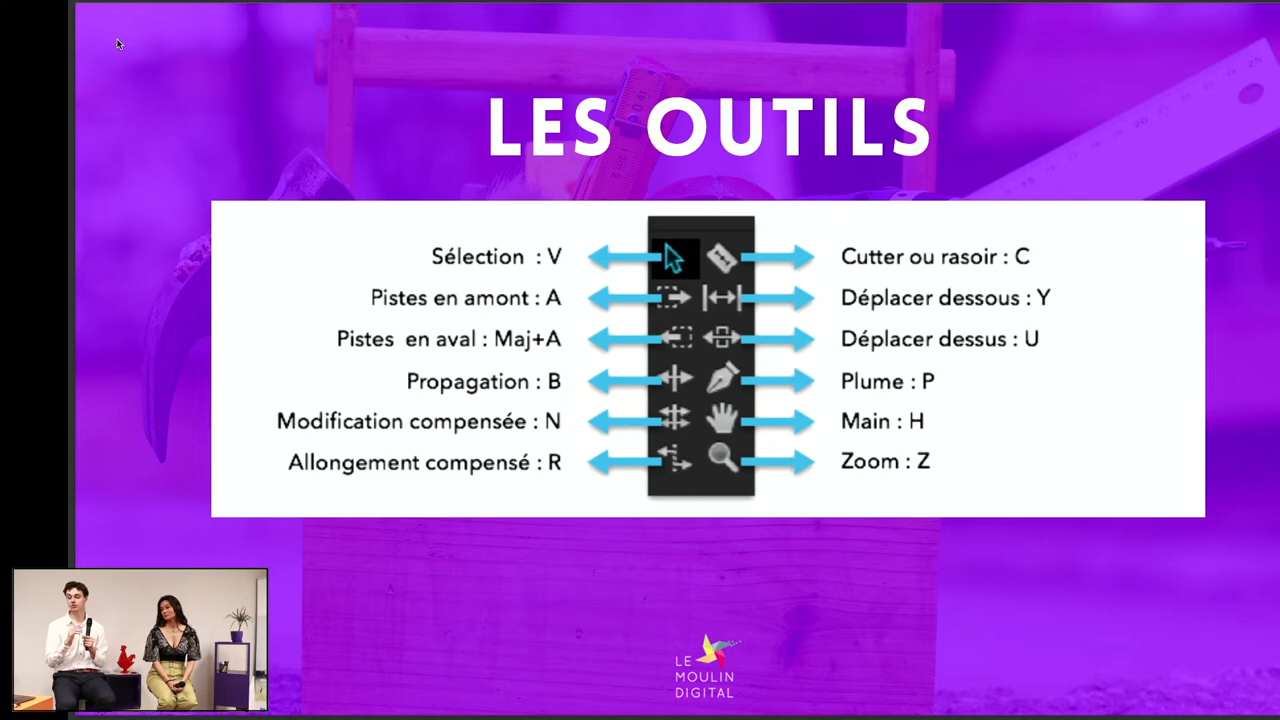 LES OUTILS
Sélection : V
Cutter ou rasoir : C
Pistes en amont : A
Déplacer dessous : Y
Pistes en aval : Maj+A
Déplacer dessus : U
Propagation : B
Plume : P
Modification compensée : N
Main : H
Allongement compensé : R
Zoom : Z
LE
MOULIN
DIGITAL